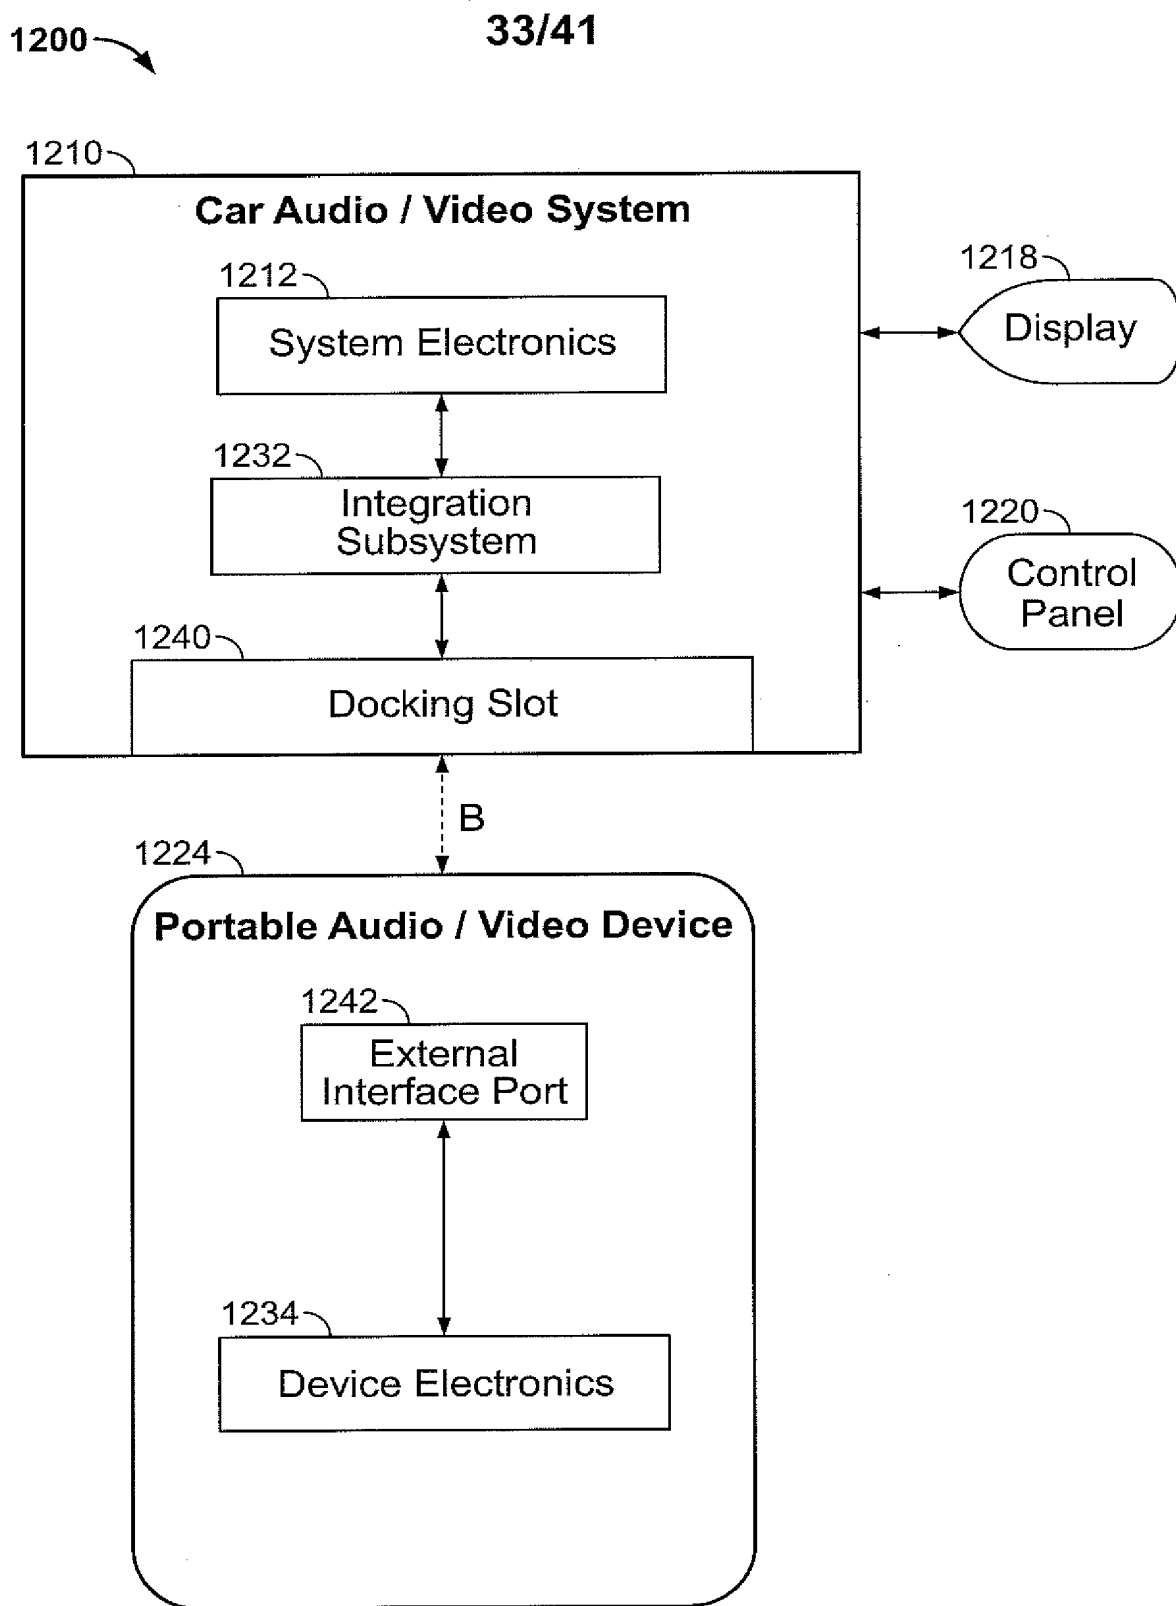 33/41
1200
1210
Car Audio / Video System
1212
System Electronics
1218
Display
1232
Integration
Subsystem
1220
Control
Panel
1240
Docking Slot
B
1224
Portable Audio / Video Device
1242
External
Interface Port
1234
Device Electronics